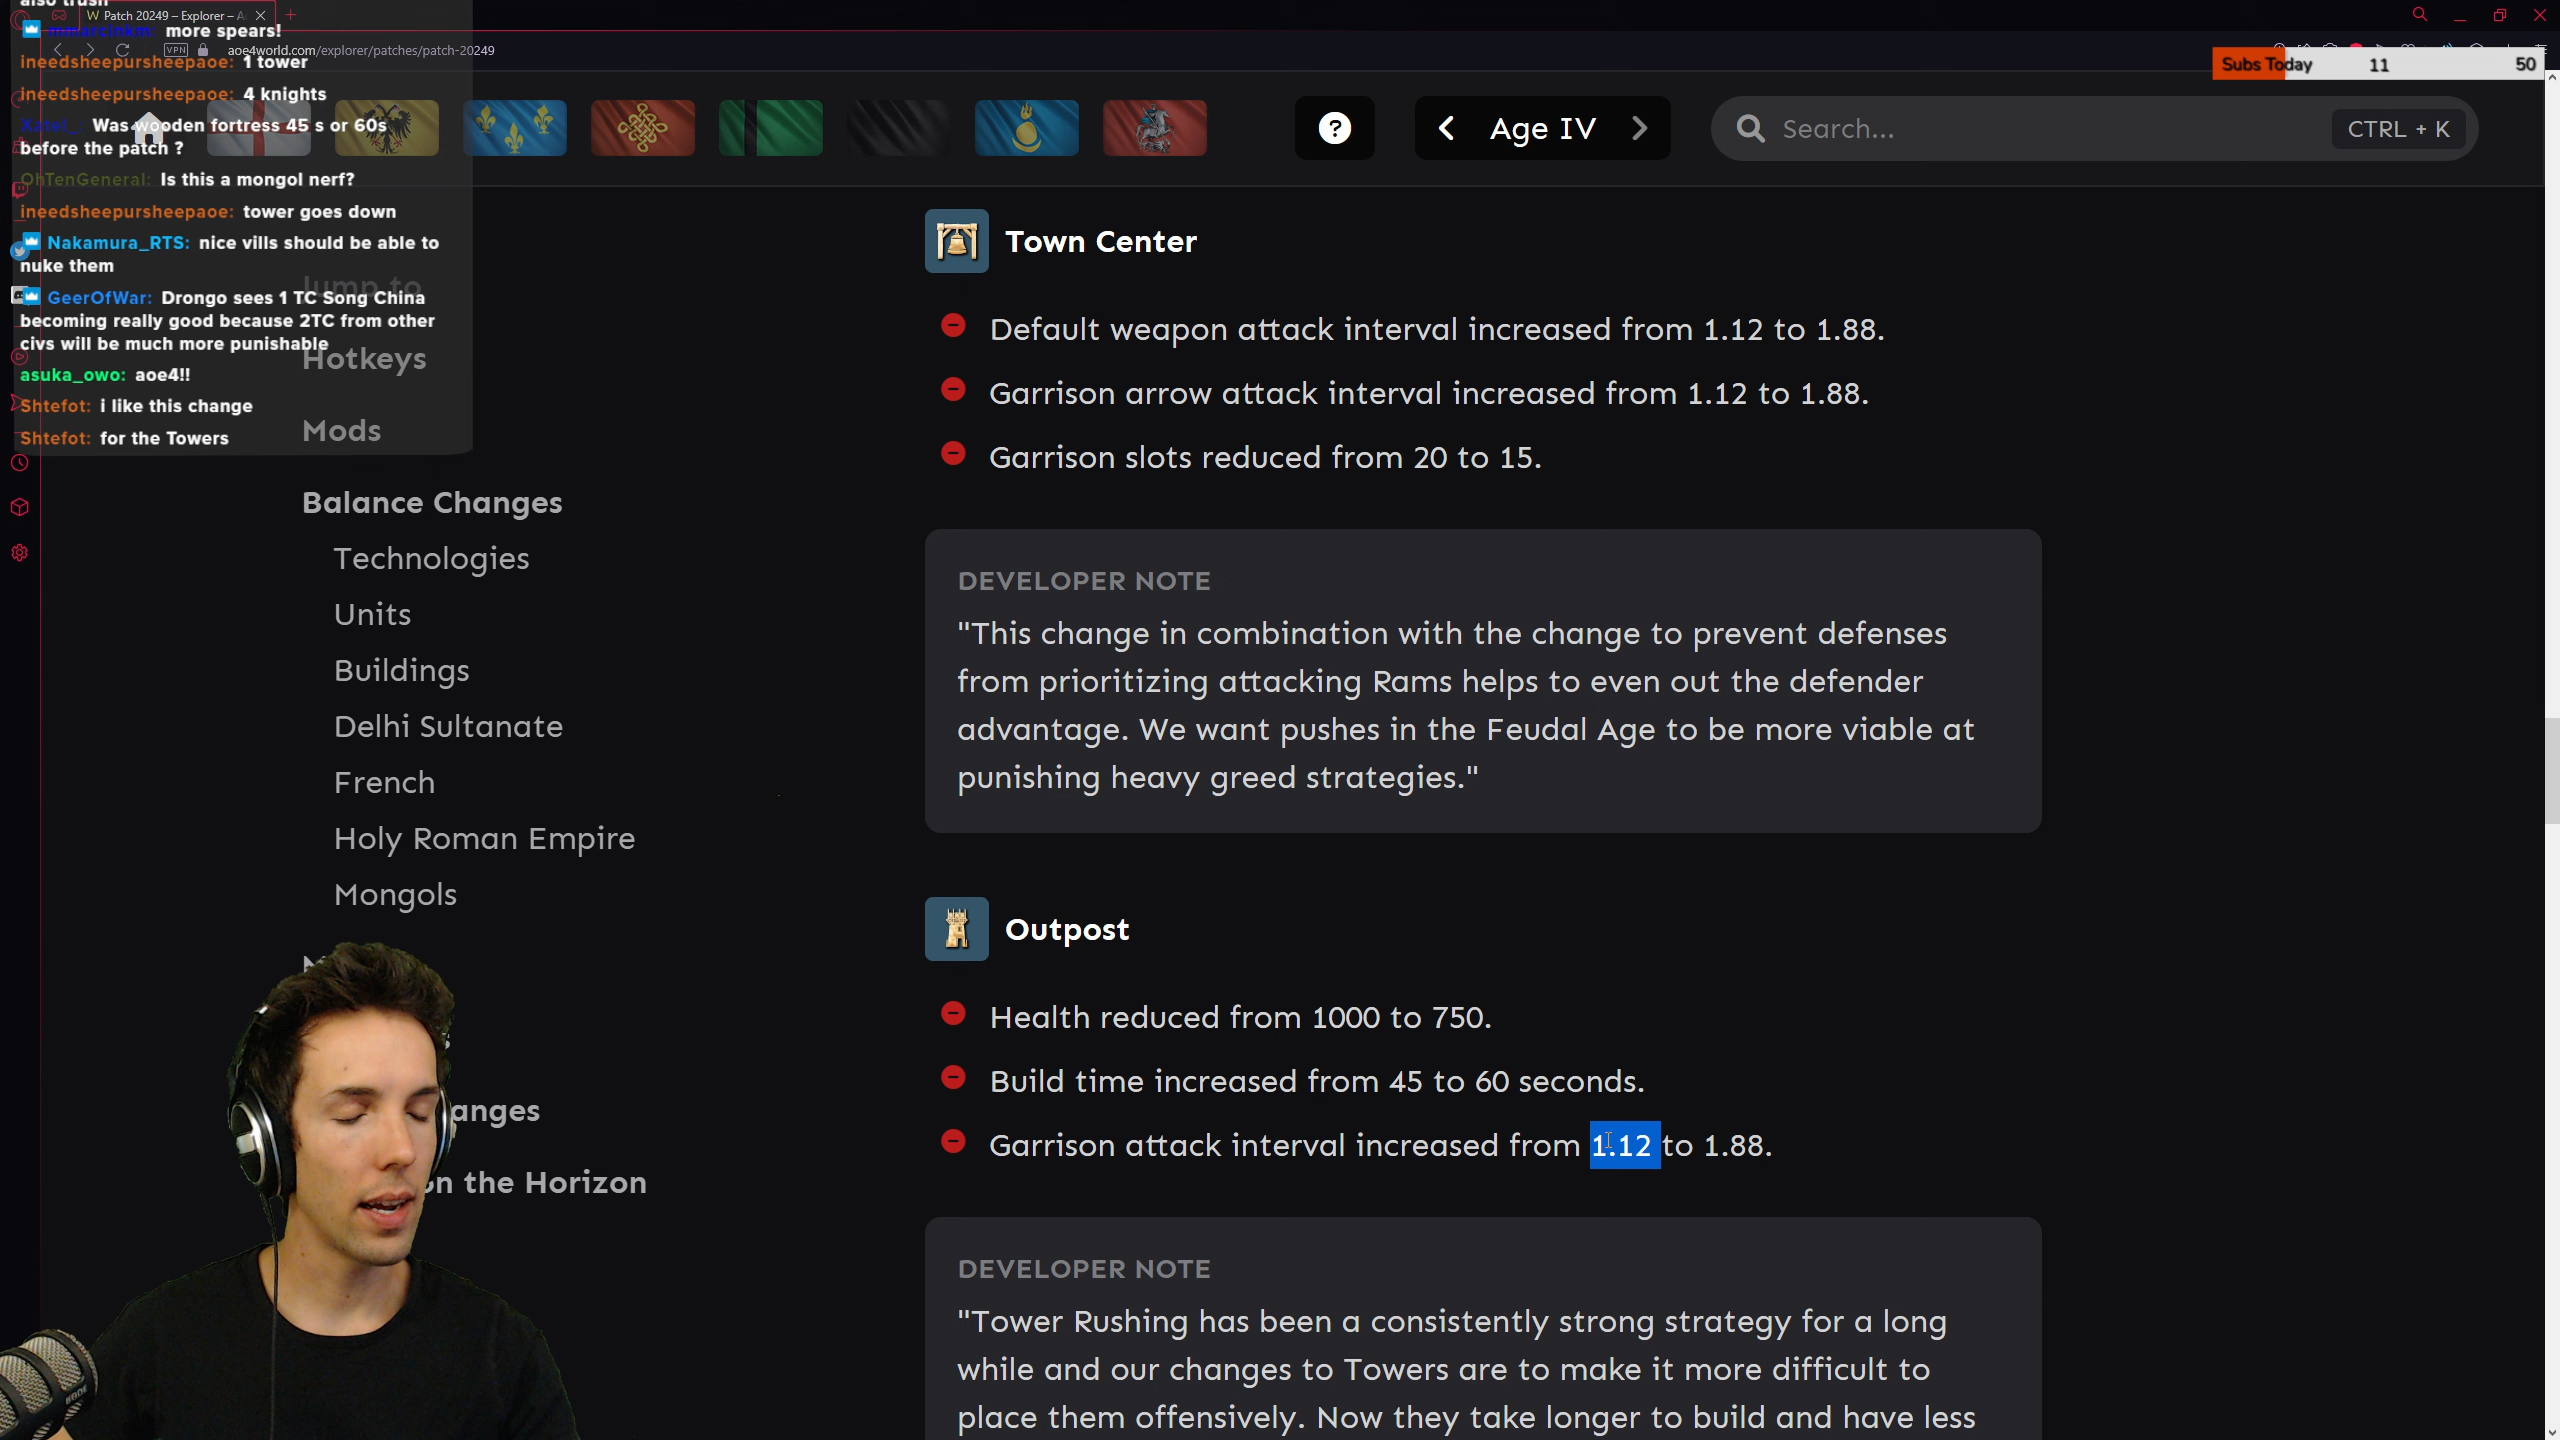 also trush
W Patch 20249 – Explorer – A
mmarcinkm: more spears!
VPN
aoe4world.com/explorer/patches/patch-20249
ineedsheepursheepaoe: 1 tower
Subs Today 11 50
ineedsheepursheepaoe: 4 knights
Was wooden fortress 45 s or 60s
before the patch ?
? Age IV Search... CTRL + K
OhTenGeneral: Is this a mongol nerf?
ineedsheepursheepaoe: tower goes down
Nakamura_RTS: nice vills should be able to
nuke them
Jump to
GeerOfWar: Drongo sees 1 TC Song China
becoming really good because 2TC from other
civs will be much more punishable
Hotkeys
asuka_owo: aoe4!!
Shtefot: i like this change
Mods
Shtefot: for the Towers
Balance Changes
Technologies
Units
Buildings
Delhi Sultanate
French
Holy Roman Empire
Mongols
anges
on the Horizon
Town Center
Default weapon attack interval increased from 1.12 to 1.88.
Garrison arrow attack interval increased from 1.12 to 1.88.
Garrison slots reduced from 20 to 15.
DEVELOPER NOTE
"This change in combination with the change to prevent defenses
from prioritizing attacking Rams helps to even out the defender
advantage. We want pushes in the Feudal Age to be more viable at
punishing heavy greed strategies."
Outpost
Health reduced from 1000 to 750.
Build time increased from 45 to 60 seconds.
Garrison attack interval increased from 1.12 to 1.88.
DEVELOPER NOTE
"Tower Rushing has been a consistently strong strategy for a long
while and our changes to Towers are to make it more difficult to
place them offensively. Now they take longer to build and have less